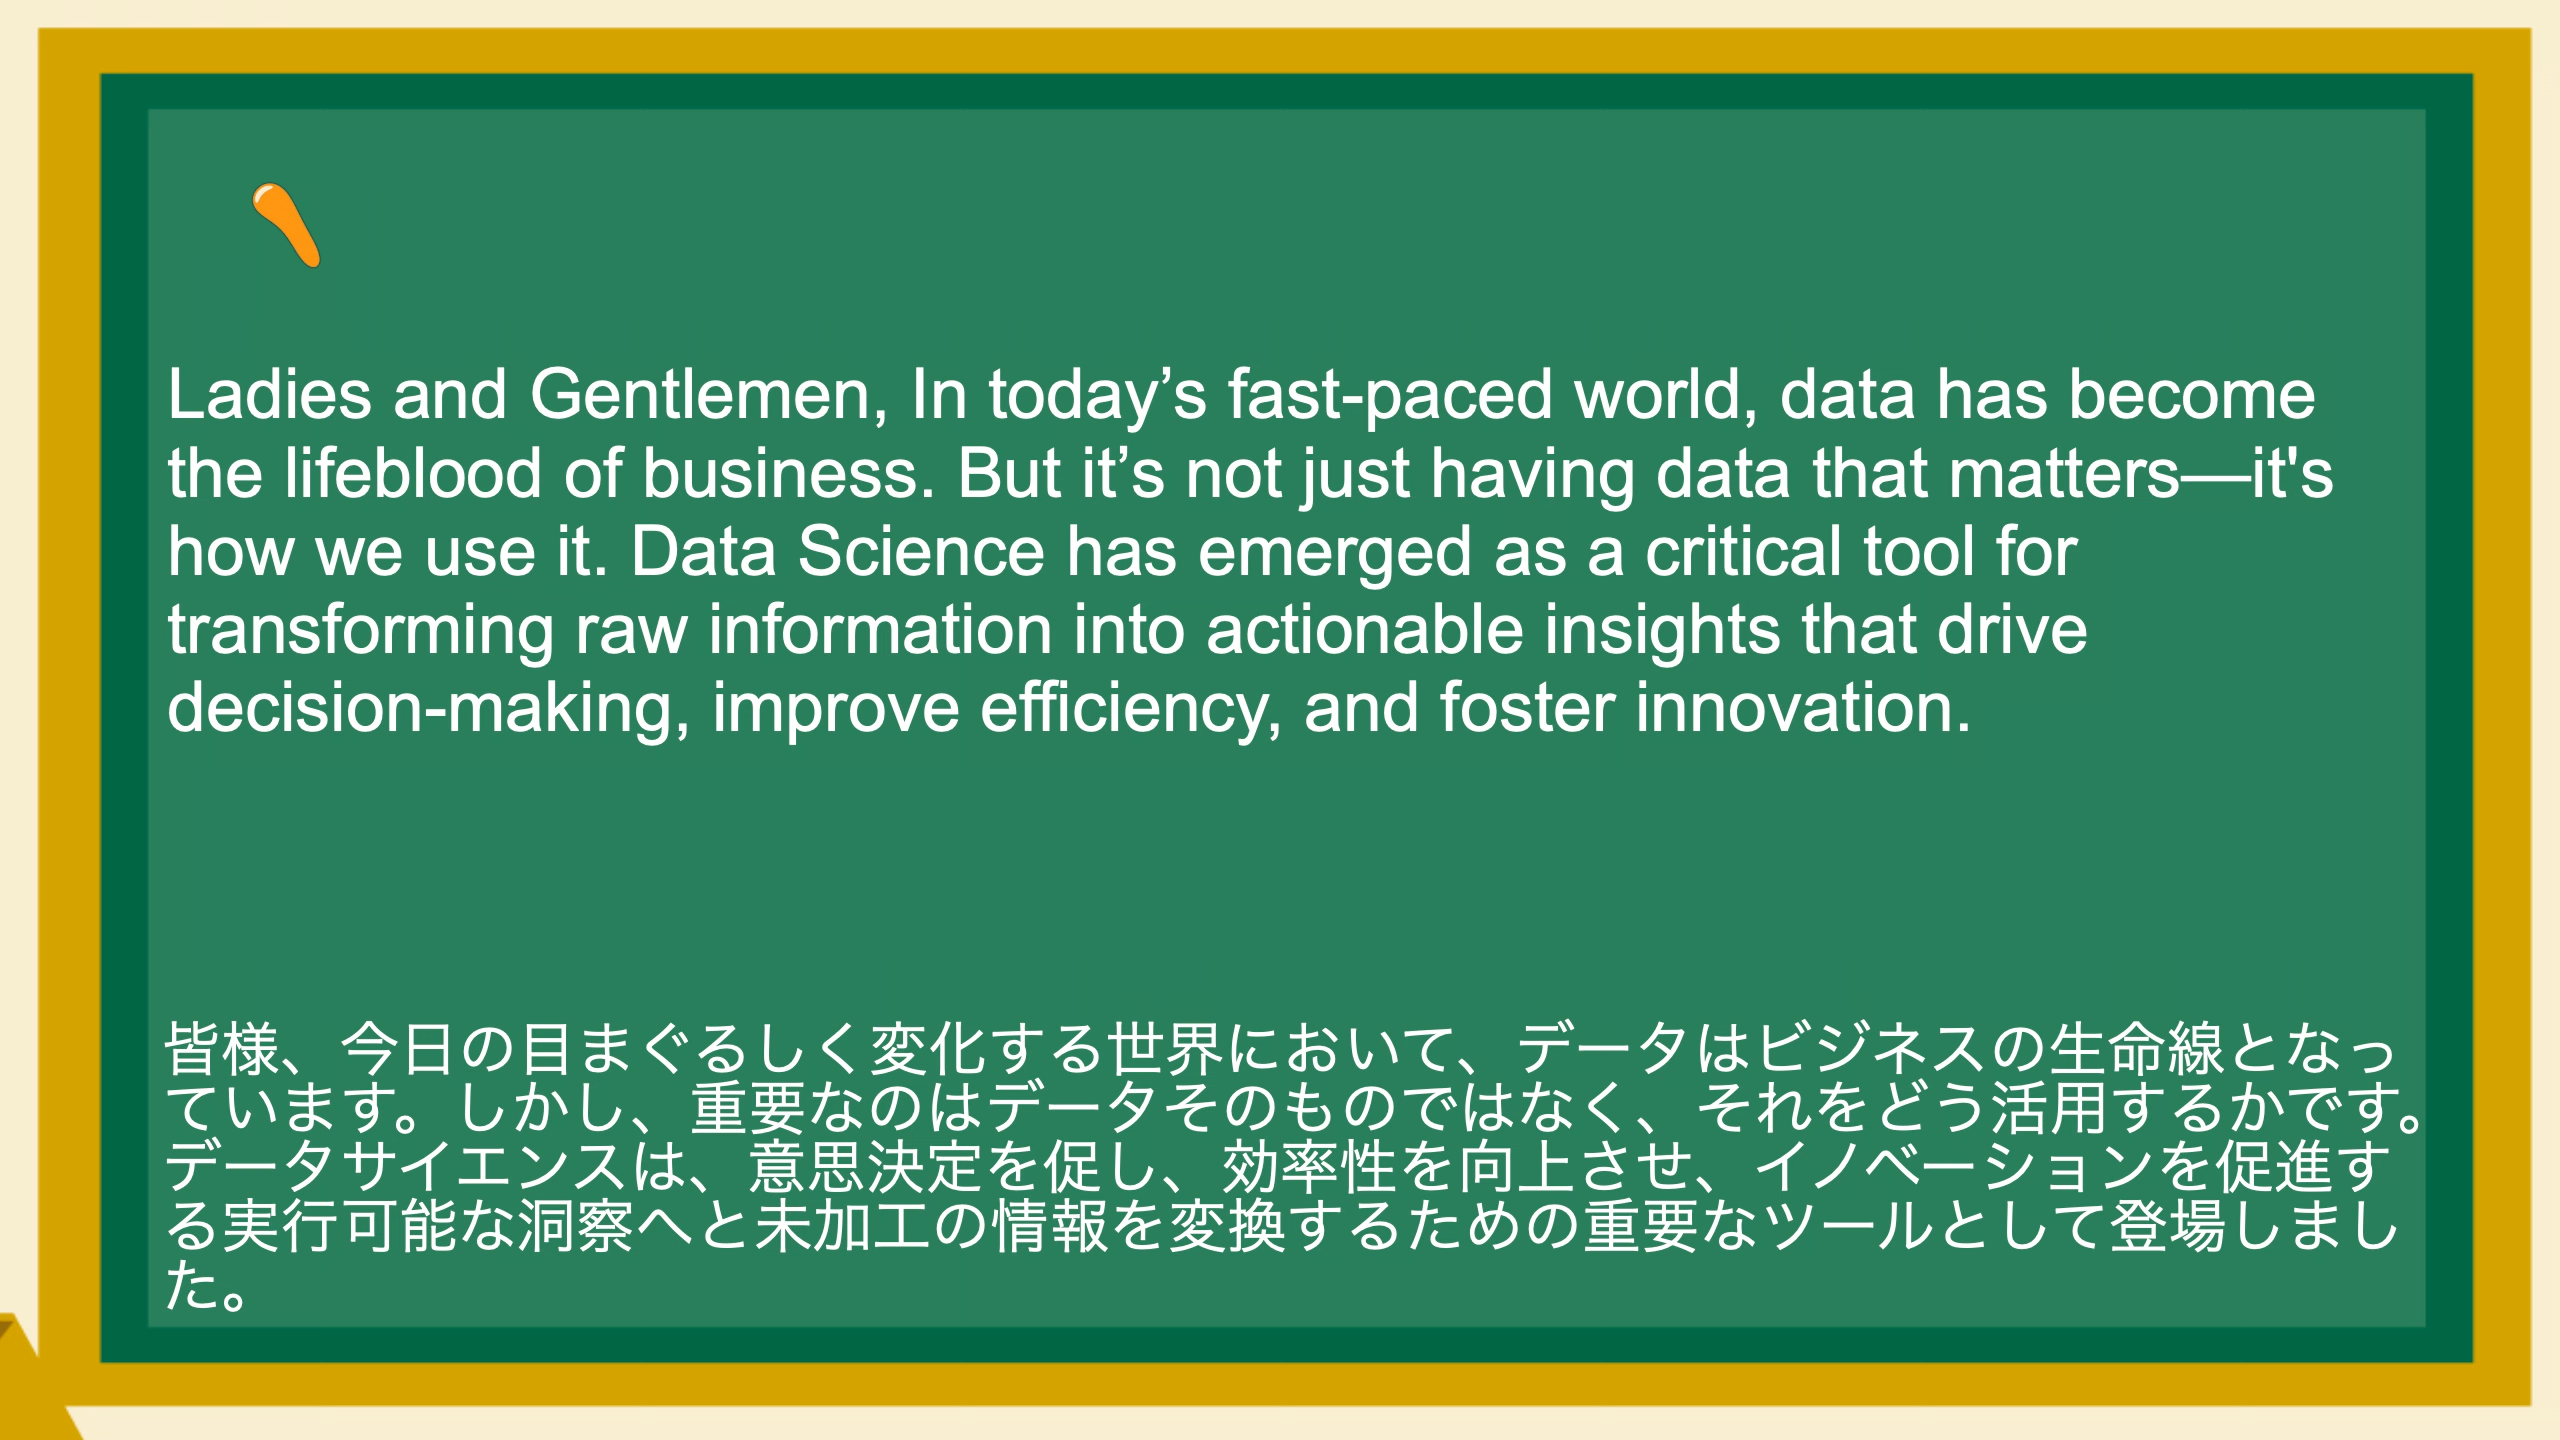 Ladies and Gentlemen, In today’s fast-paced world, data has become
the lifeblood of business. But it’s not just having data that matters—it's
how we use it. Data Science has emerged as a critical tool for
transforming raw information into actionable insights that drive
decision-making, improve efficiency, and foster innovation.
皆様、今日の目まぐるしく変化する世界において、データはビジネスの生命線となっ
ています。しかし、重要なのはデータそのものではなく、それをどう活用するかです。
データサイエンスは、意思決定を促し、効率性を向上させ、イノベーションを促進す
る実行可能な洞察へと未加工の情報を変換するための重要なツールとして登場しまし
た。